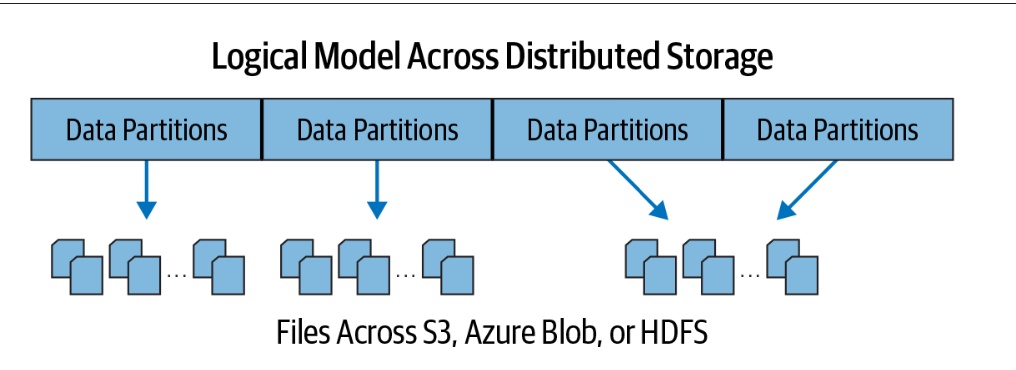 Logical Model Across Distributed Storage
Data Partitions Data Partitions Data Partitions Data Partitions
... ... ...
Files Across S3, Azure Blob, or HDFS